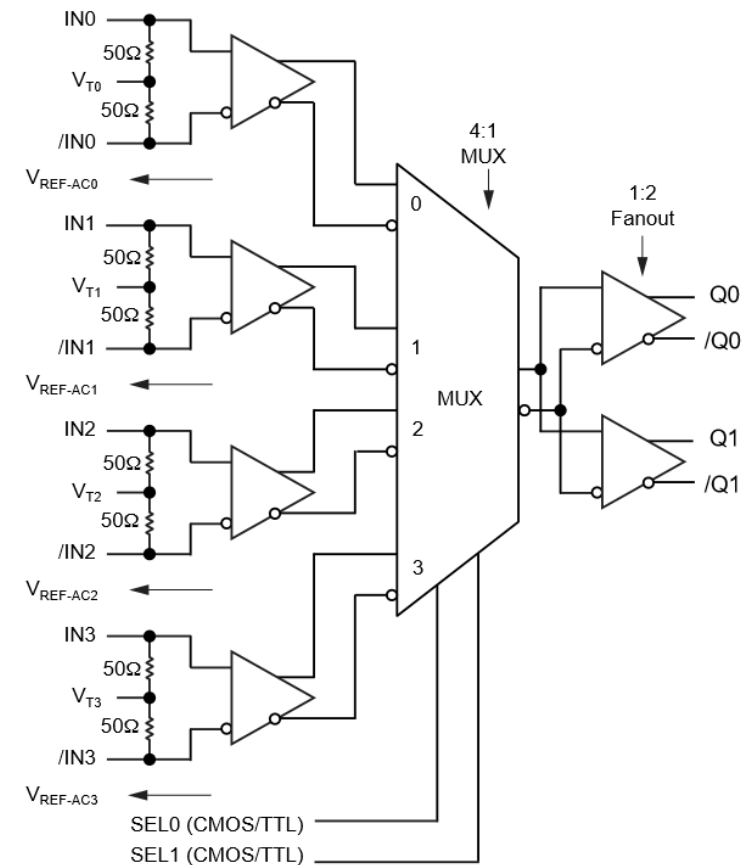 IN0
50Ω
VT0
50Ω
/IN0
VREF-AC0
IN1
50Ω
VT1
50Ω
/IN1
VREF-AC1
IN2
50Ω
VT2
50Ω
/IN2
VREF-AC2
IN3
50Ω
VT3
50Ω
/IN3
VREF-AC3
SEL0 (CMOS/TTL)
SEL1 (CMOS/TTL)
4:1
MUX
0
1
2
3
MUX
1:2
Fanout
Q0
/Q0
Q1
/Q1